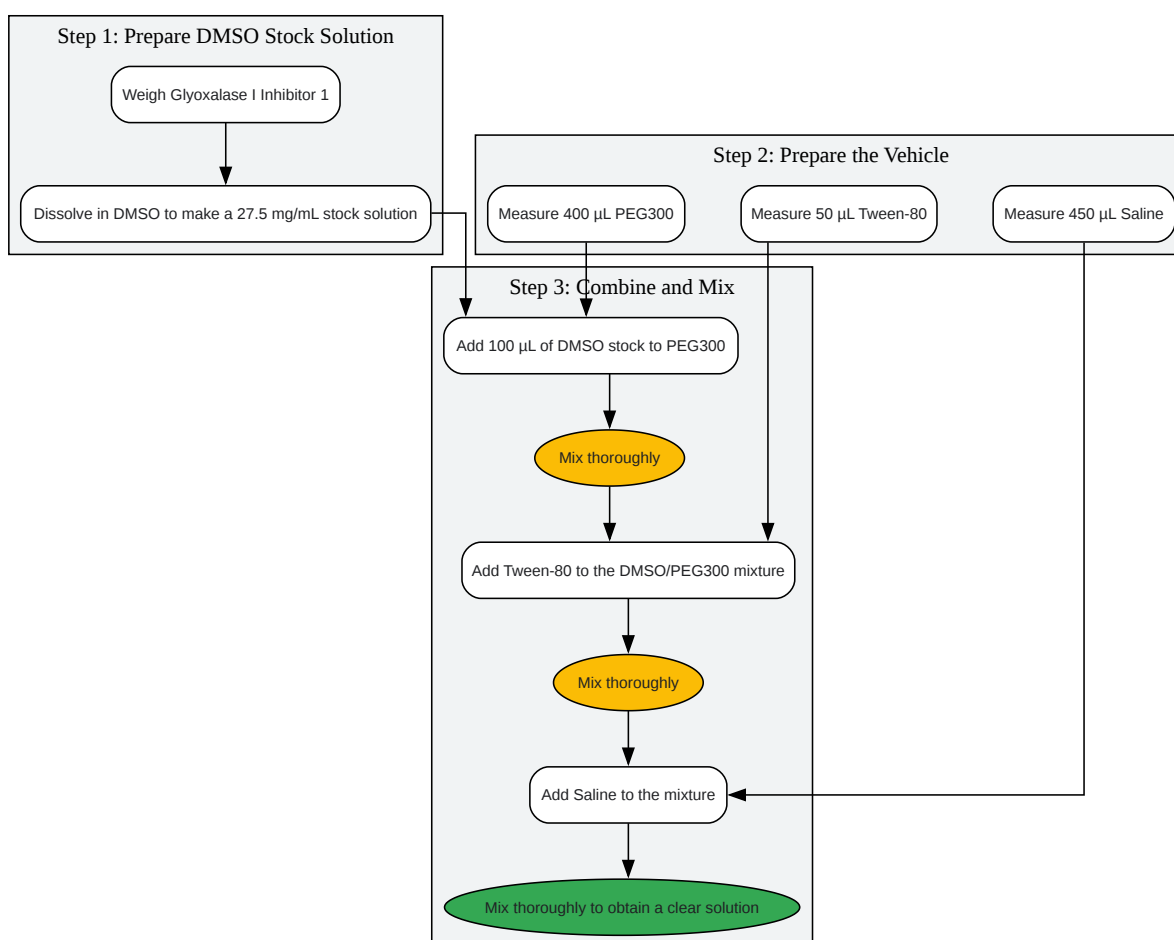 Step 1: Prepare DMSO Stock Solution
Weigh Glyoxalase I Inhibitor 1
Dissolve in DMSO to make a 27.5 mg/mL stock solution
Step 2: Prepare the Vehicle
Measure 400 µL PEG300
Measure 50 µL Tween-80
Measure 450 µL Saline
Step 3: Combine and Mix
Add 100 µL of DMSO stock to PEG300
Mix thoroughly
Add Tween-80 to the DMSO/PEG300 mixture
Mix thoroughly
Add Saline to the mixture
Mix thoroughly to obtain a clear solution